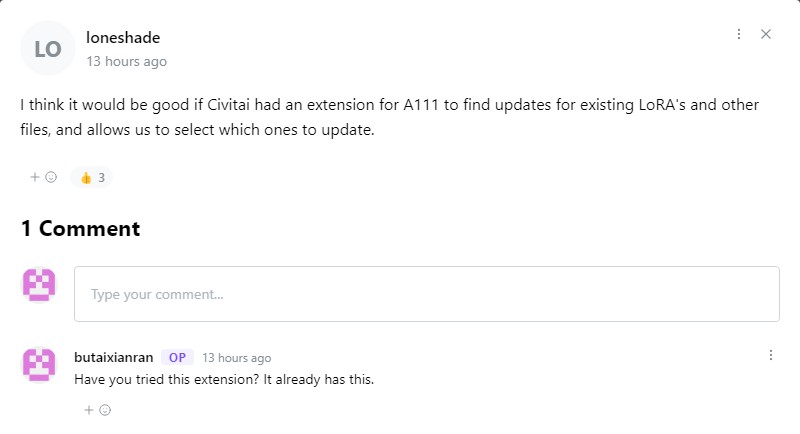 LO
loneshade
13 hours ago
I think it would be good if Civitai had an extension for A111 to find updates for existing LoRA's and other
files, and allows us to select which ones to update.
3
1 Comment
Type your comment...
butaixianran OP 13 hours ago
Have you tried this extension? It already has this.